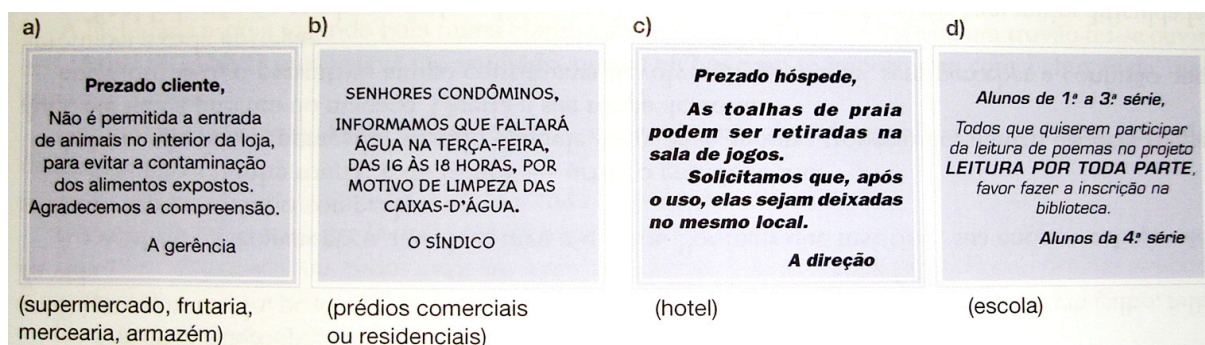 a)
Prezado cliente,
Não é permitida a entrada
de animais no interior da loja,
para evitar a contaminação
dos alimentos expostos.
Agradecemos a compreensão.
A gerência
(supermercado, frutaria,
mercearia, armazém)
b)
SENHORES CONDÔMINOS,
INFORMAMOS QUE FALTARÁ
ÁGUA NA TERÇA-FEIRA,
DAS 16 ÀS 18 HORAS, POR
MOTIVO DE LIMPEZA DAS
CAIXAS-D'ÁGUA.
O SÍNDICO
(prédios comerciais
ou residenciais)
c)
Prezado hóspede,
As toalhas de praia
podem ser retiradas na
sala de jogos.
Solicitamos que, após
o uso, elas sejam deixadas
no mesmo local.
A direção
(hotel)
d)
Alunos de 1ª a 3ª série,
Todos que quiserem participar
da leitura de poemas no projeto
LEITURA POR TODA PARTE,
favor fazer a inscrição na
biblioteca.
Alunos da 4ª série
(escola)